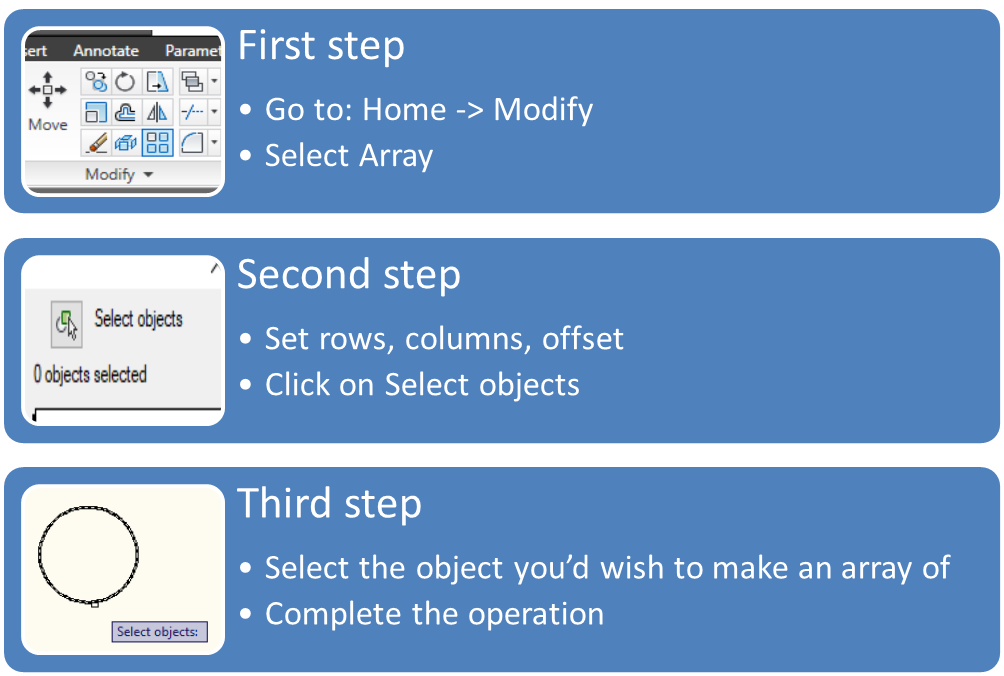 First step
sert Annotate Paramet
Move
Modify
• Go to: Home -> Modify
• Select Array
Second step
Select objects
0 objects selected
• Set rows, columns, offset
• Click on Select objects
Third step
Select objects:
• Select the object you’d wish to make an array of
• Complete the operation